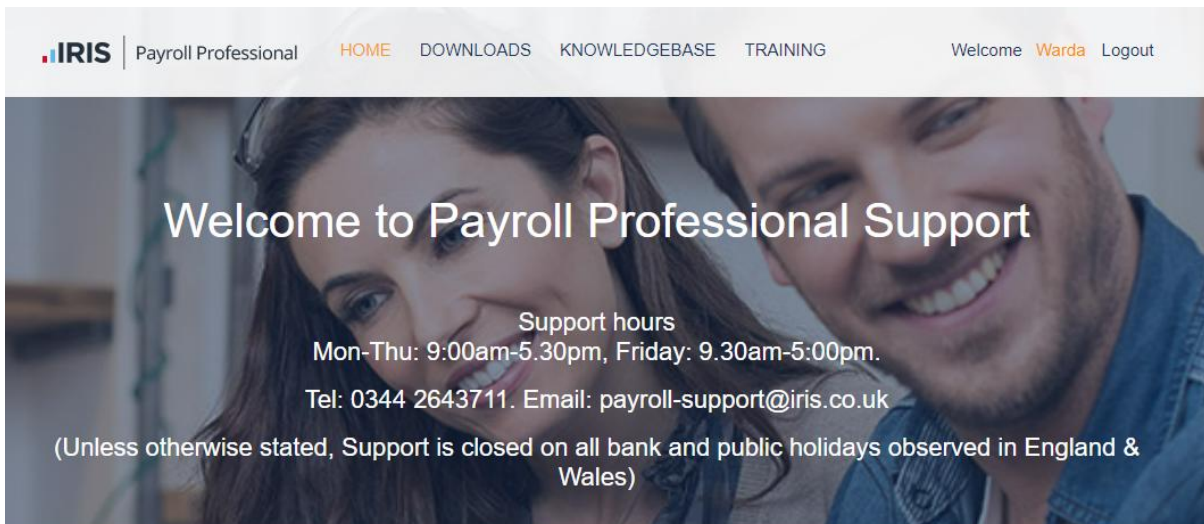 IRIS Payroll Professional HOME DOWNLOADS KNOWLEDGEBASE TRAINING Welcome Warda Logout
Welcome to Payroll Professional Support
Support hours
Mon-Thu: 9:00am-5.30pm, Friday: 9.30am-5:00pm.
Tel: 0344 2643711. Email: payroll-support@iris.co.uk
(Unless otherwise stated, Support is closed on all bank and public holidays observed in England &
Wales)